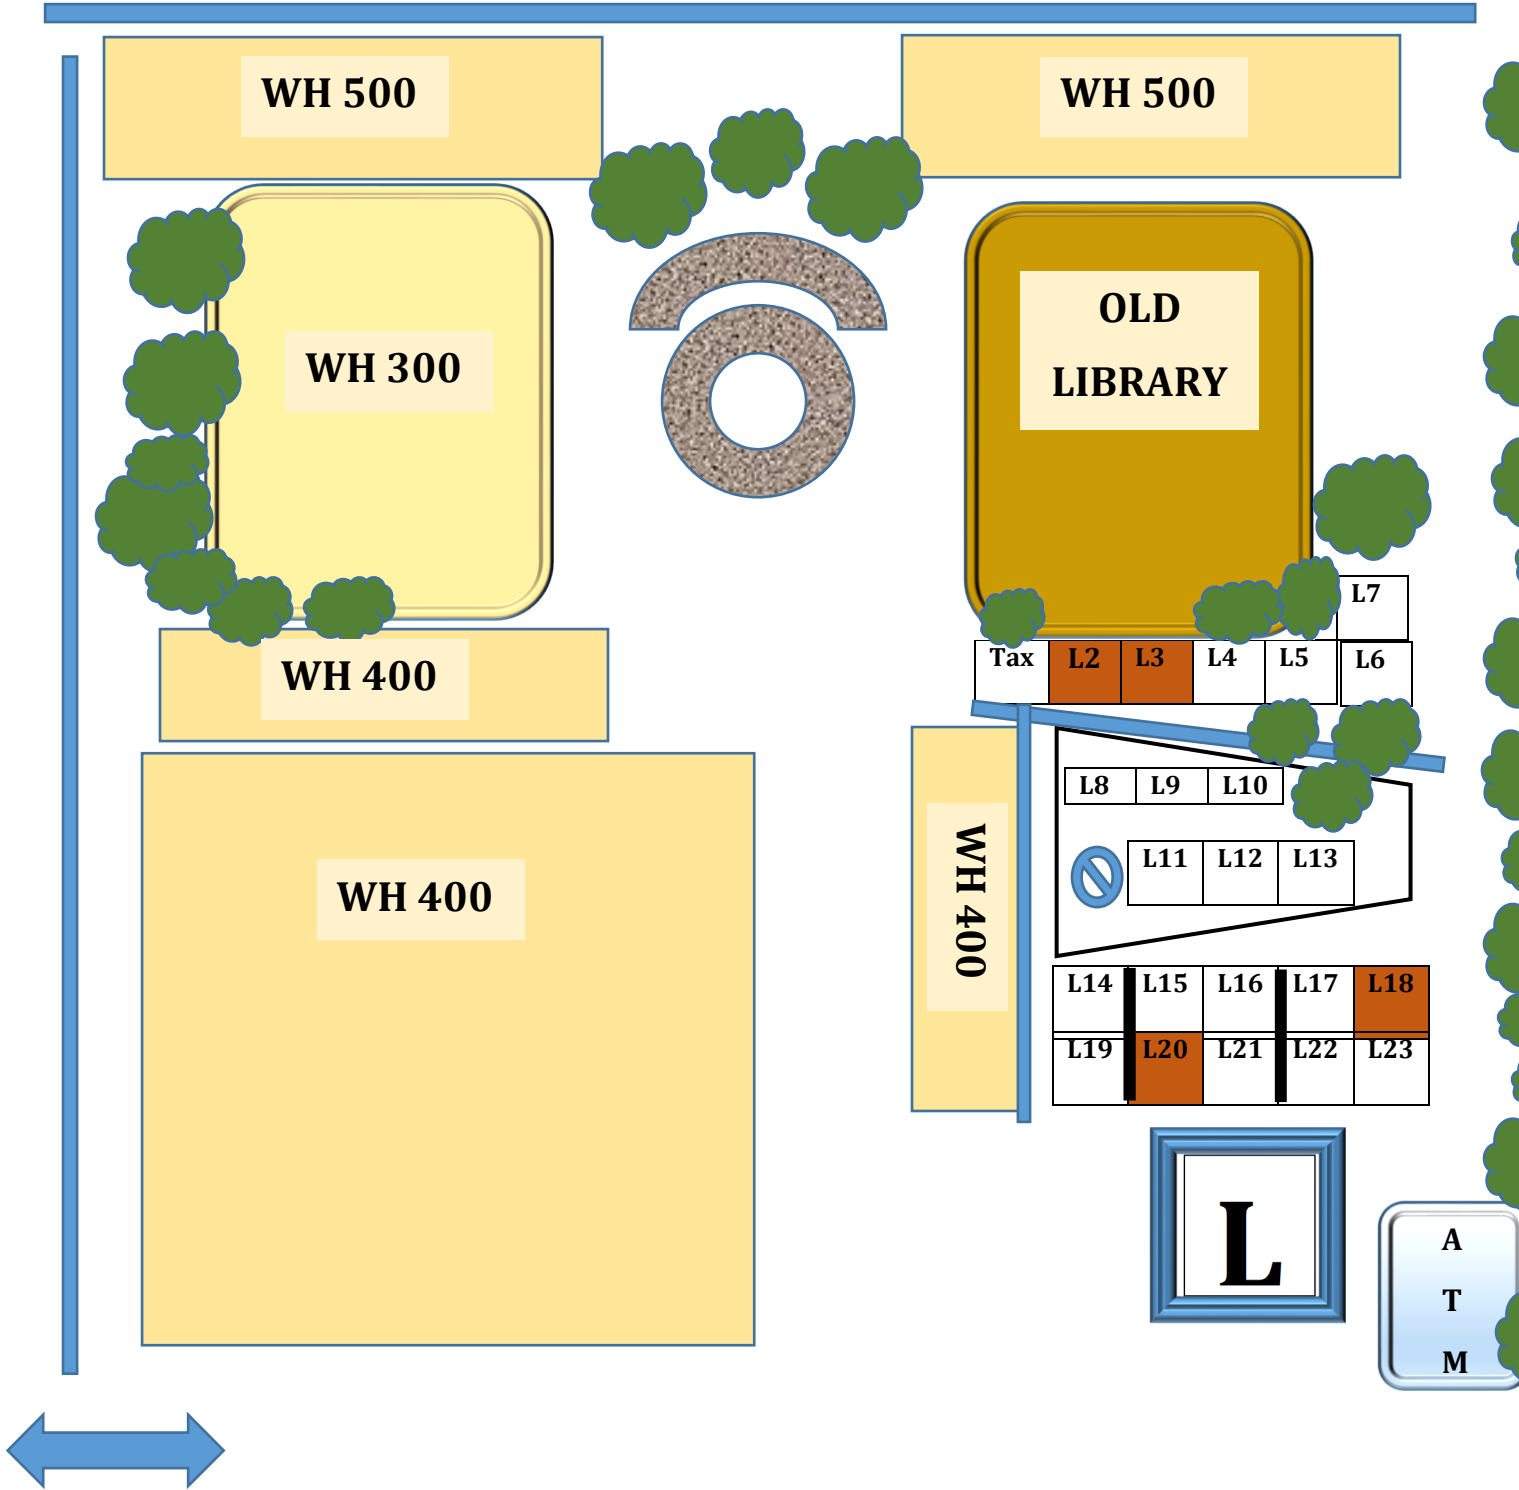 WH 500
WH 500
OLD
LIBRARY
WH 300
L7
Tax L2 L3 L4 L5 L6
WH 400
L8 L9 L10
L11 L12 L13
WH 400
WH 400
L14 L15 L16 L17 L18
L19 L20 L21 L22 L23
L
A
T
M